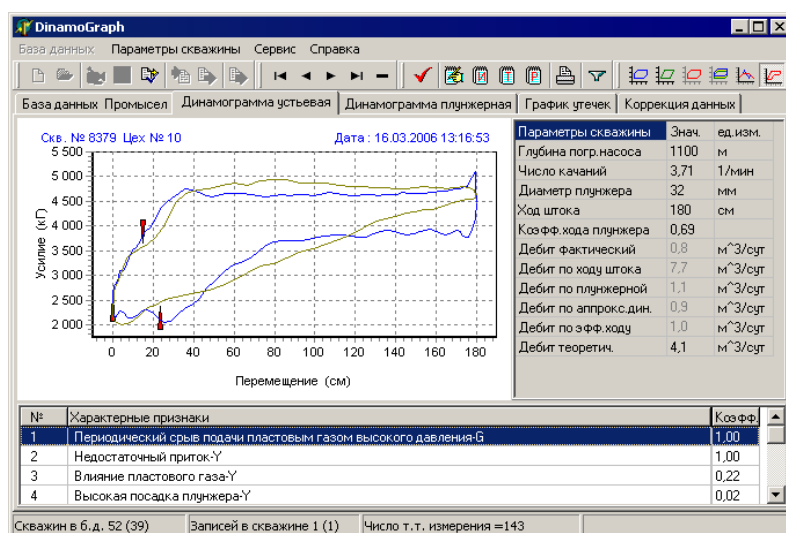 DinamoGraph
База данных Параметры скважины Сервис Справка
И Т Р
База данных Промысел Динамограмма устьевая Динамограмма плунжерная График утечек Коррекция данных
Скв. № 8379 Цех № 10 Дата : 16.03.2006 13:16:53
5 500
5 000
4 500
4 000
3 500
3 000
2 500
2 000
Усилие (кГ)
0 20 40 60 80 100 120 140 160 180
Перемещение (см)
Параметры скважины Знач. ед.изм.
Глубина погр.насоса 1100 м
Число качаний 3,71 1/мин
Диаметр плунжера 32 мм
Ход штока 180 см
Коэфф.хода плунжера 0,69
Дебит фактический 0,8 м^3/сут
Дебит по ходу штока 7,7 м^3/сут
Дебит по плунжерной 1,1 м^3/сут
Дебит по аппрокс.дин. 0,9 м^3/сут
Дебит по эфф.ходу 1,0 м^3/сут
Дебит теоретич. 4,1 м^3/сут
№ Характерные признаки Коэфф.
1 Периодический срыв подачи пластовым газом высокого давления-G 1,00
2 Недостаточный приток-Y 1,00
3 Влияние пластового газа-Y 0,22
4 Высокая посадка плунжера-Y 0,02
Скважин в б.д. 52 (39) Записей в скважине 1 (1) Число т.т. измерения =143